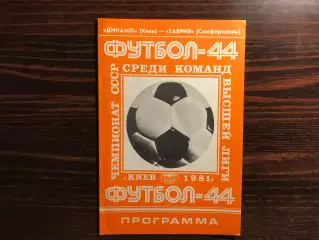 «ДИНАМО» (Киев) — «ТАВРИЯ» (Симферополь)
ФУТБОЛ-44
ЧЕМПИОНАТ СССР
СРЕДИ КОМАНД
ВЫСШЕЙ ЛИГИ
г. КИЕВ 1981 г.
ФУТБОЛ-44
ПРОГРАММА